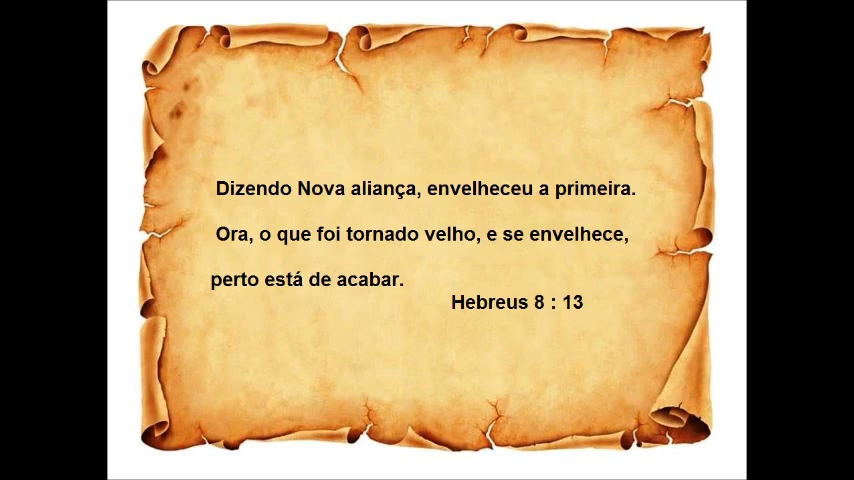 Dizendo Nova aliança, envelheceu a primeira.
Ora, o que foi tornado velho, e se envelhece,
perto está de acabar.
Hebreus 8 : 13